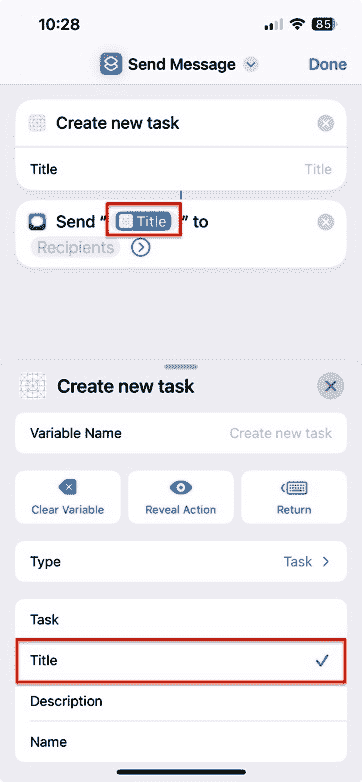 10:28
85
Send Message
Done
Create new task
Title
Title
Send “ Title ” to
Recipients
Create new task
Variable Name
Create new task
Clear Variable
Reveal Action
Return
Type
Task
Task
Title
Description
Name